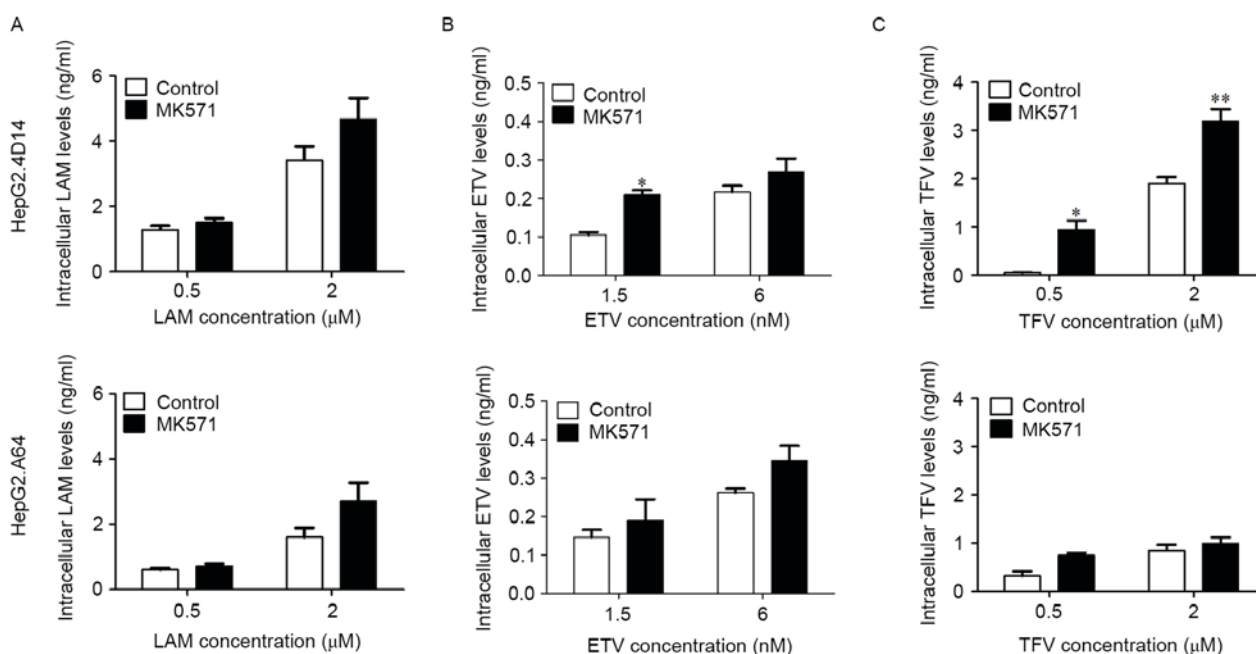 A
HepG2.4D14
Intracellular LAM levels (ng/ml)
6
4
2
0
Control
MK571
0.5
2
LAM concentration (μM)
B
Intracellular ETV levels (ng/ml)
0.5
0.4
0.3
0.2
0.1
0.0
Control
MK571
*
1.5
6
ETV concentration (nM)
C
Intracellular TFV levels (ng/ml)
4
3
2
1
0
Control
MK571
*
**
0.5
2
TFV concentration (μM)
HepG2.A64
Intracellular LAM levels (ng/ml)
6
4
2
0
Control
MK571
0.5
2
LAM concentration (μM)
Intracellular ETV levels (ng/ml)
0.5
0.4
0.3
0.2
0.1
0.0
Control
MK571
1.5
6
ETV concentration (nM)
Intracellular TFV levels (ng/ml)
4
3
2
1
0
Control
MK571
0.5
2
TFV concentration (μM)